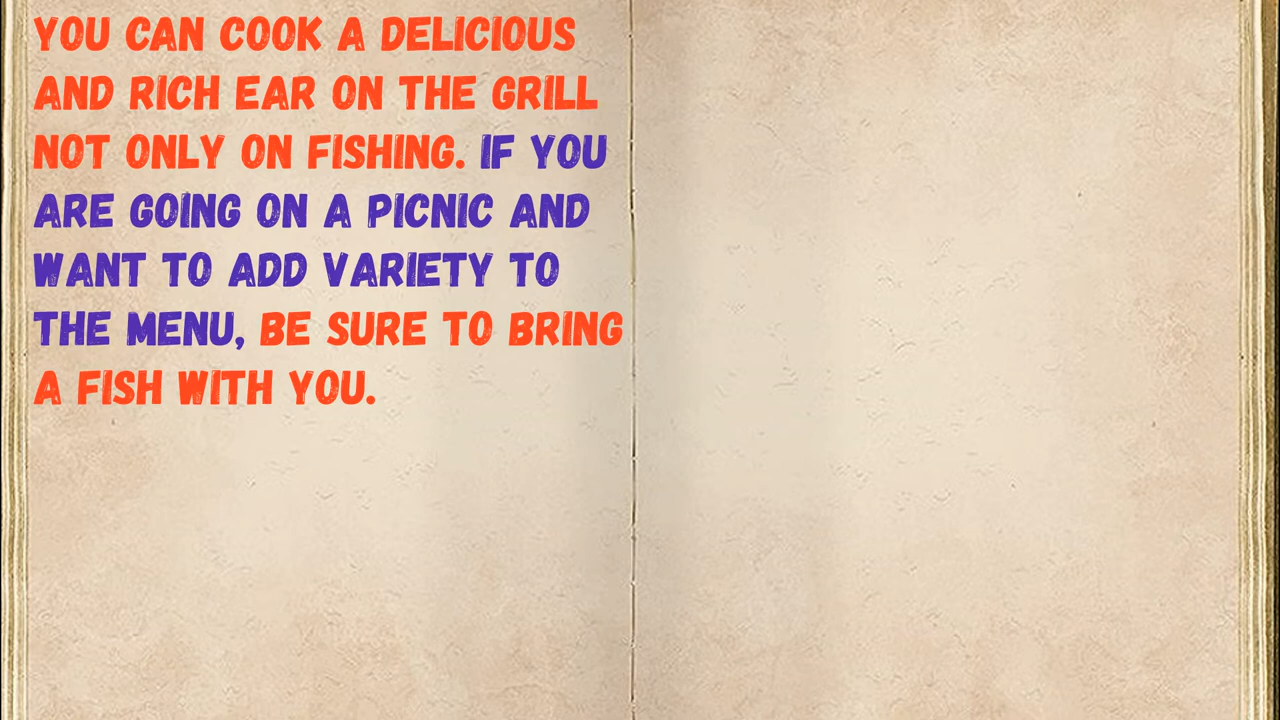 YOU CAN COOK A DELICIOUS
AND RICH EAR ON THE GRILL
NOT ONLY ON FISHING. IF YOU
ARE GOING ON A PICNIC AND
WANT TO ADD VARIETY TO
THE MENU, BE SURE TO BRING
A FISH WITH YOU.